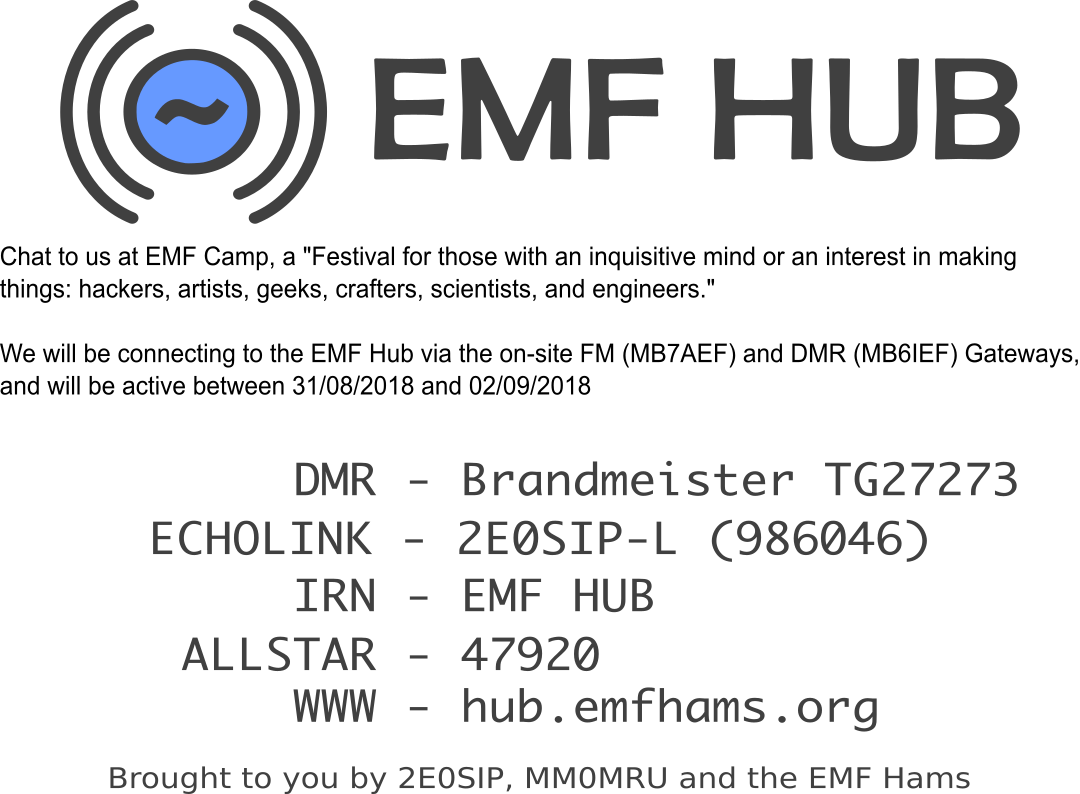 EMF HUB
Chat to us at EMF Camp, a "Festival for those with an inquisitive mind or an interest in making
things: hackers, artists, geeks, crafters, scientists, and engineers."
We will be connecting to the EMF Hub via the on-site FM (MB7AEF) and DMR (MB6IEF) Gateways,
and will be active between 31/08/2018 and 02/09/2018
DMR - Brandmeister TG27273
ECHOLINK - 2E0SIP-L (986046)
IRN - EMF HUB
ALLSTAR - 47920
WWW - hub.emfhams.org
Brought to you by 2E0SIP, MM0MRU and the EMF Hams